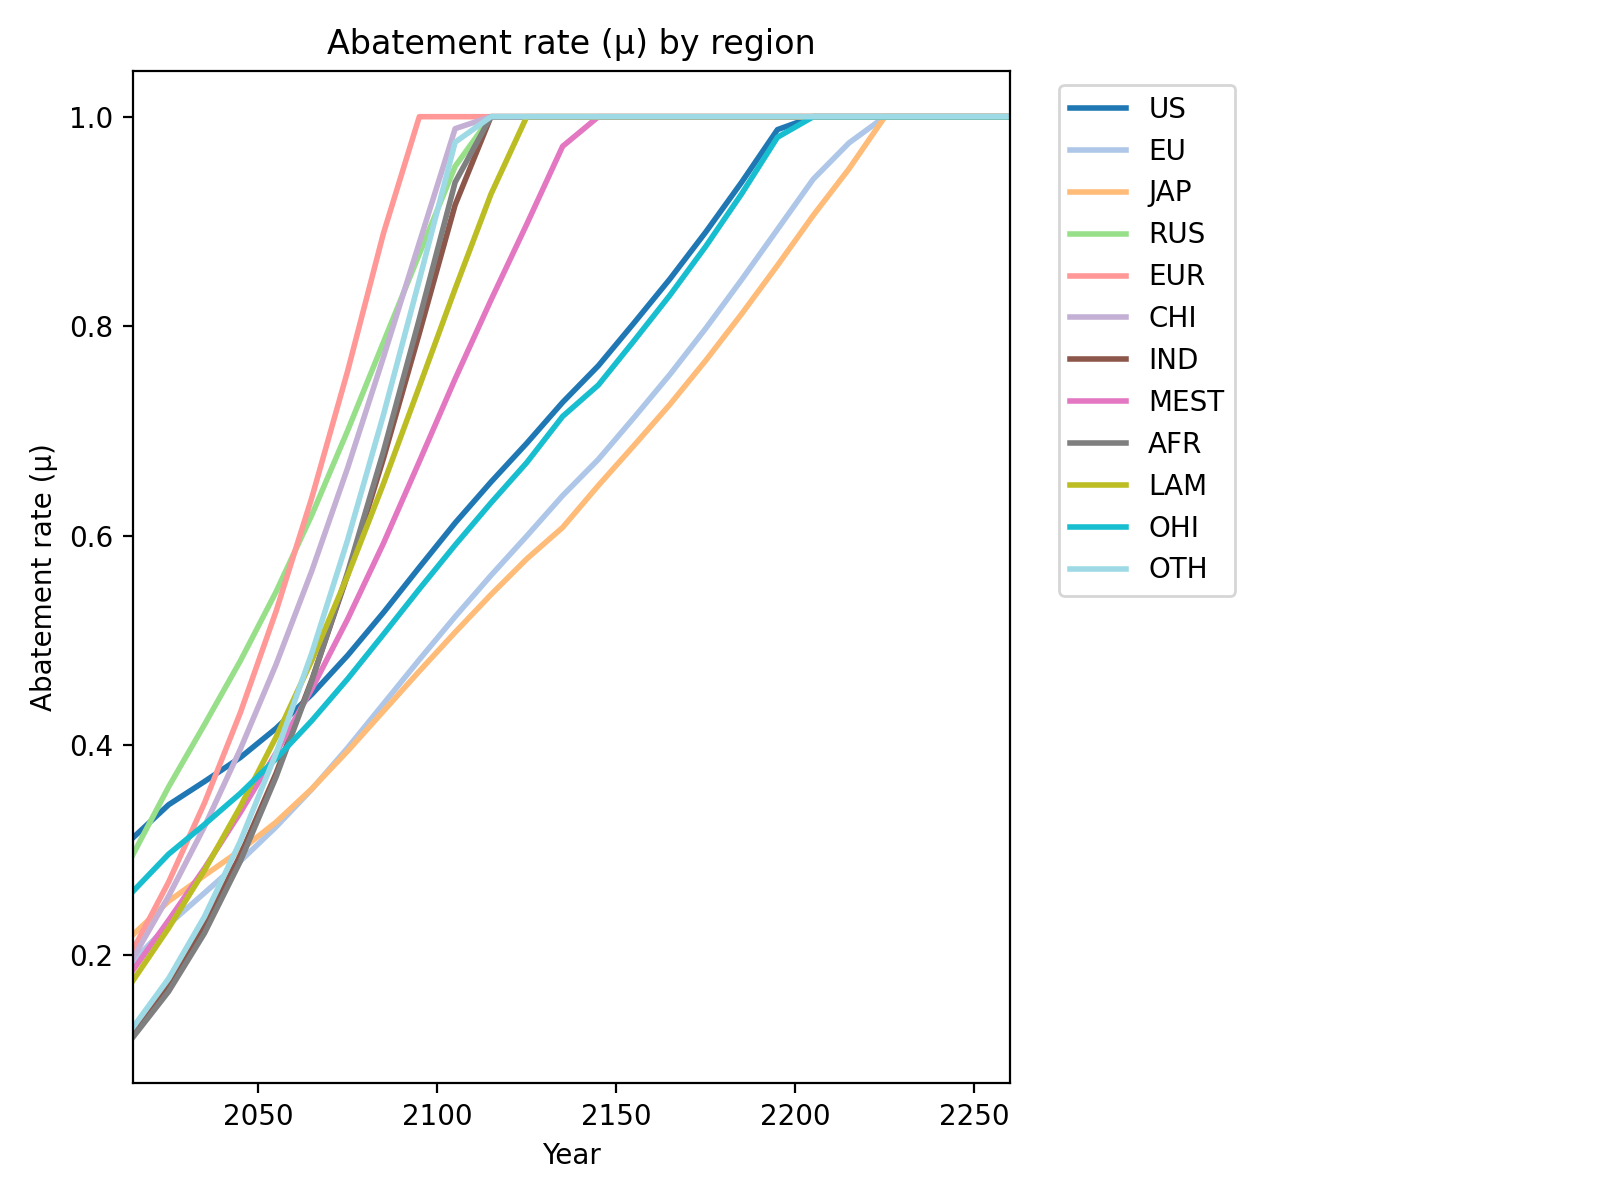 Abatement rate (μ) by region
1.0
0.8
0.6
0.4
0.2
Abatement rate (μ)
2050
2100
2150
2200
2250
Year
US
EU
JAP
RUS
EUR
CHI
IND
MEST
AFR
LAM
OHI
OTH